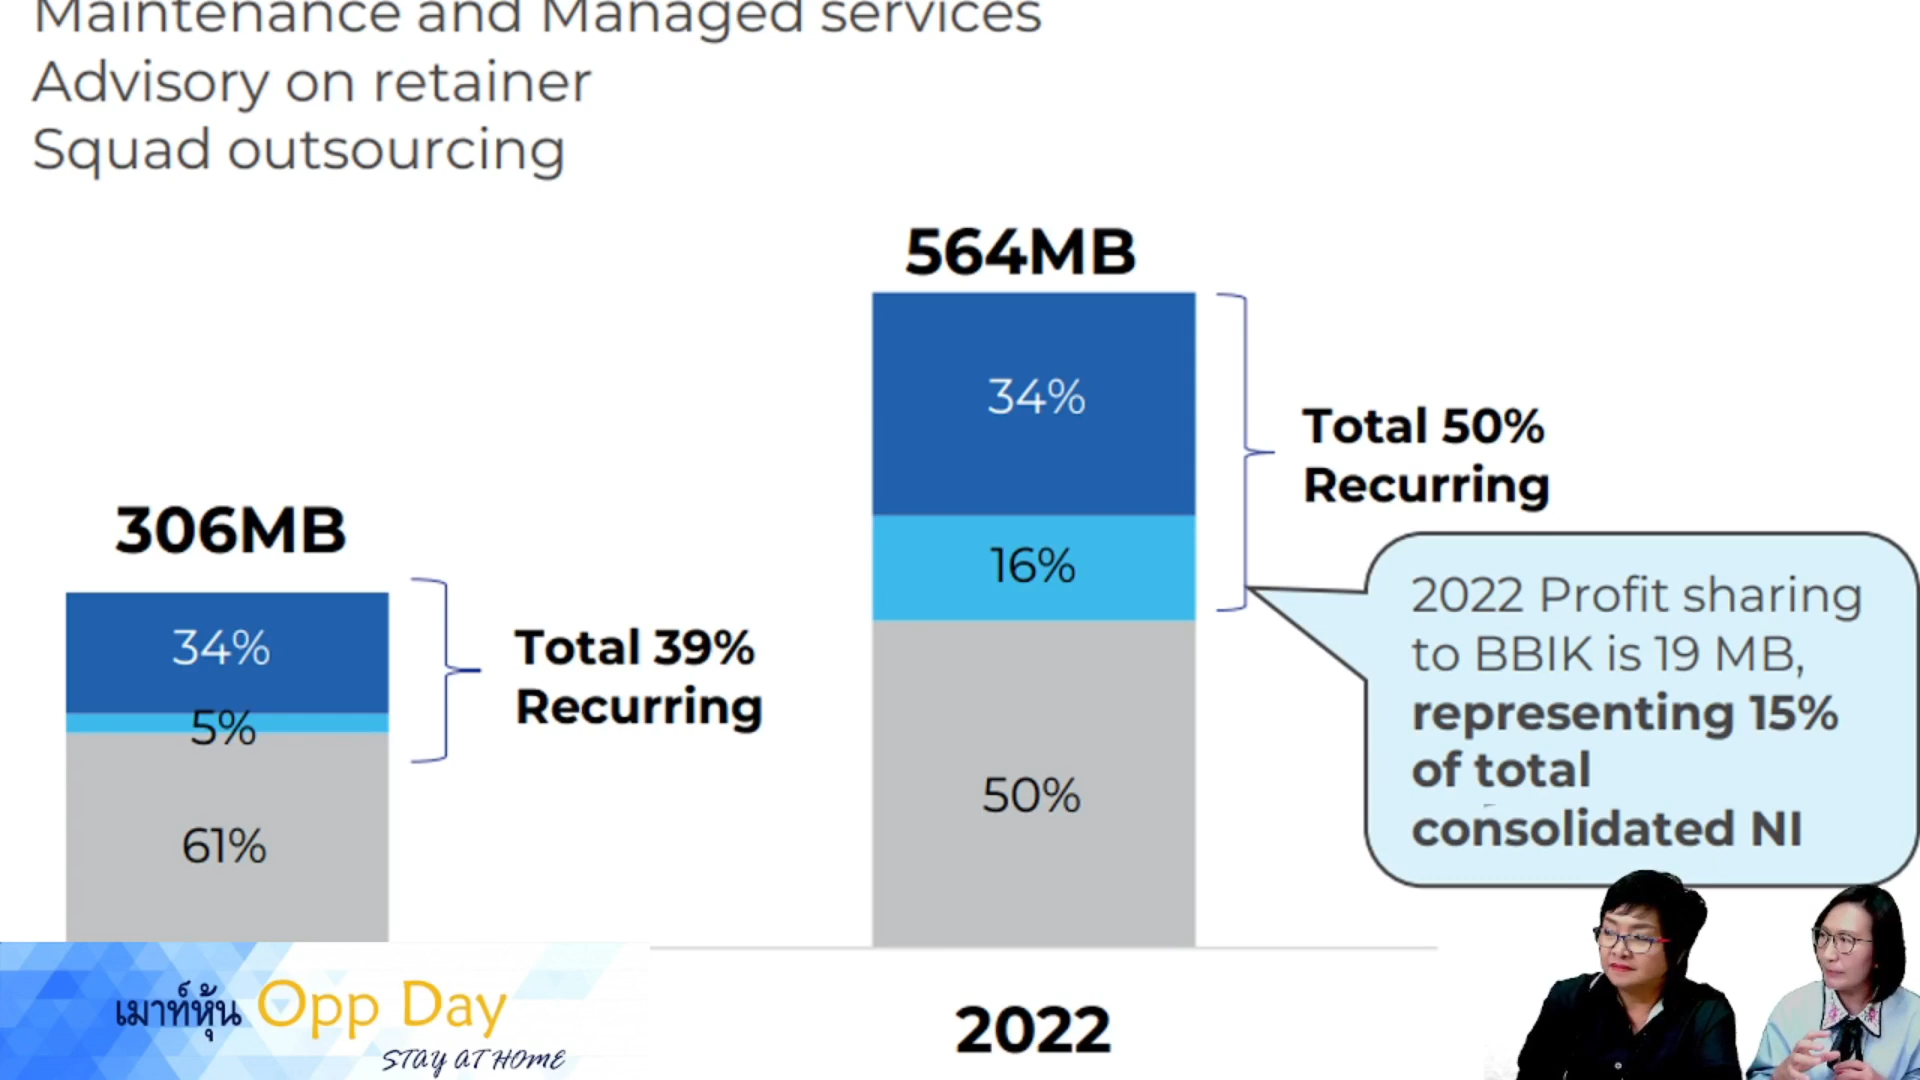 Maintenance and Managed services
Advisory on retainer
Squad outsourcing
564MB
34%
Total 50%
Recurring
16%
306MB
34%
Total 39%
Recurring
5%
2022 Profit sharing
to BBIK is 19 MB,
representing 15%
of total
consolidated NI
50%
61%
เมาท์หุ้น Opp Day
STAY AT HOME
2022